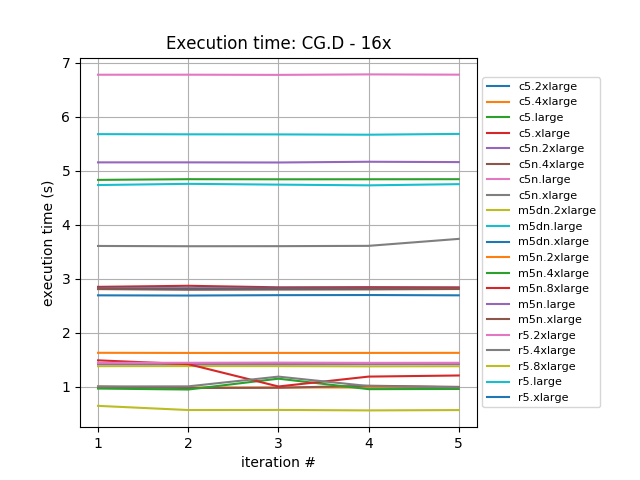 Execution time: CG.D - 16x
execution time (s)
7
6
5
4
3
2
1
1
2
3
4
5
iteration #
c5.2xlarge
c5.4xlarge
c5.large
c5.xlarge
c5n.2xlarge
c5n.4xlarge
c5n.large
c5n.xlarge
m5dn.2xlarge
m5dn.large
m5dn.xlarge
m5n.2xlarge
m5n.4xlarge
m5n.8xlarge
m5n.large
m5n.xlarge
r5.2xlarge
r5.4xlarge
r5.8xlarge
r5.large
r5.xlarge